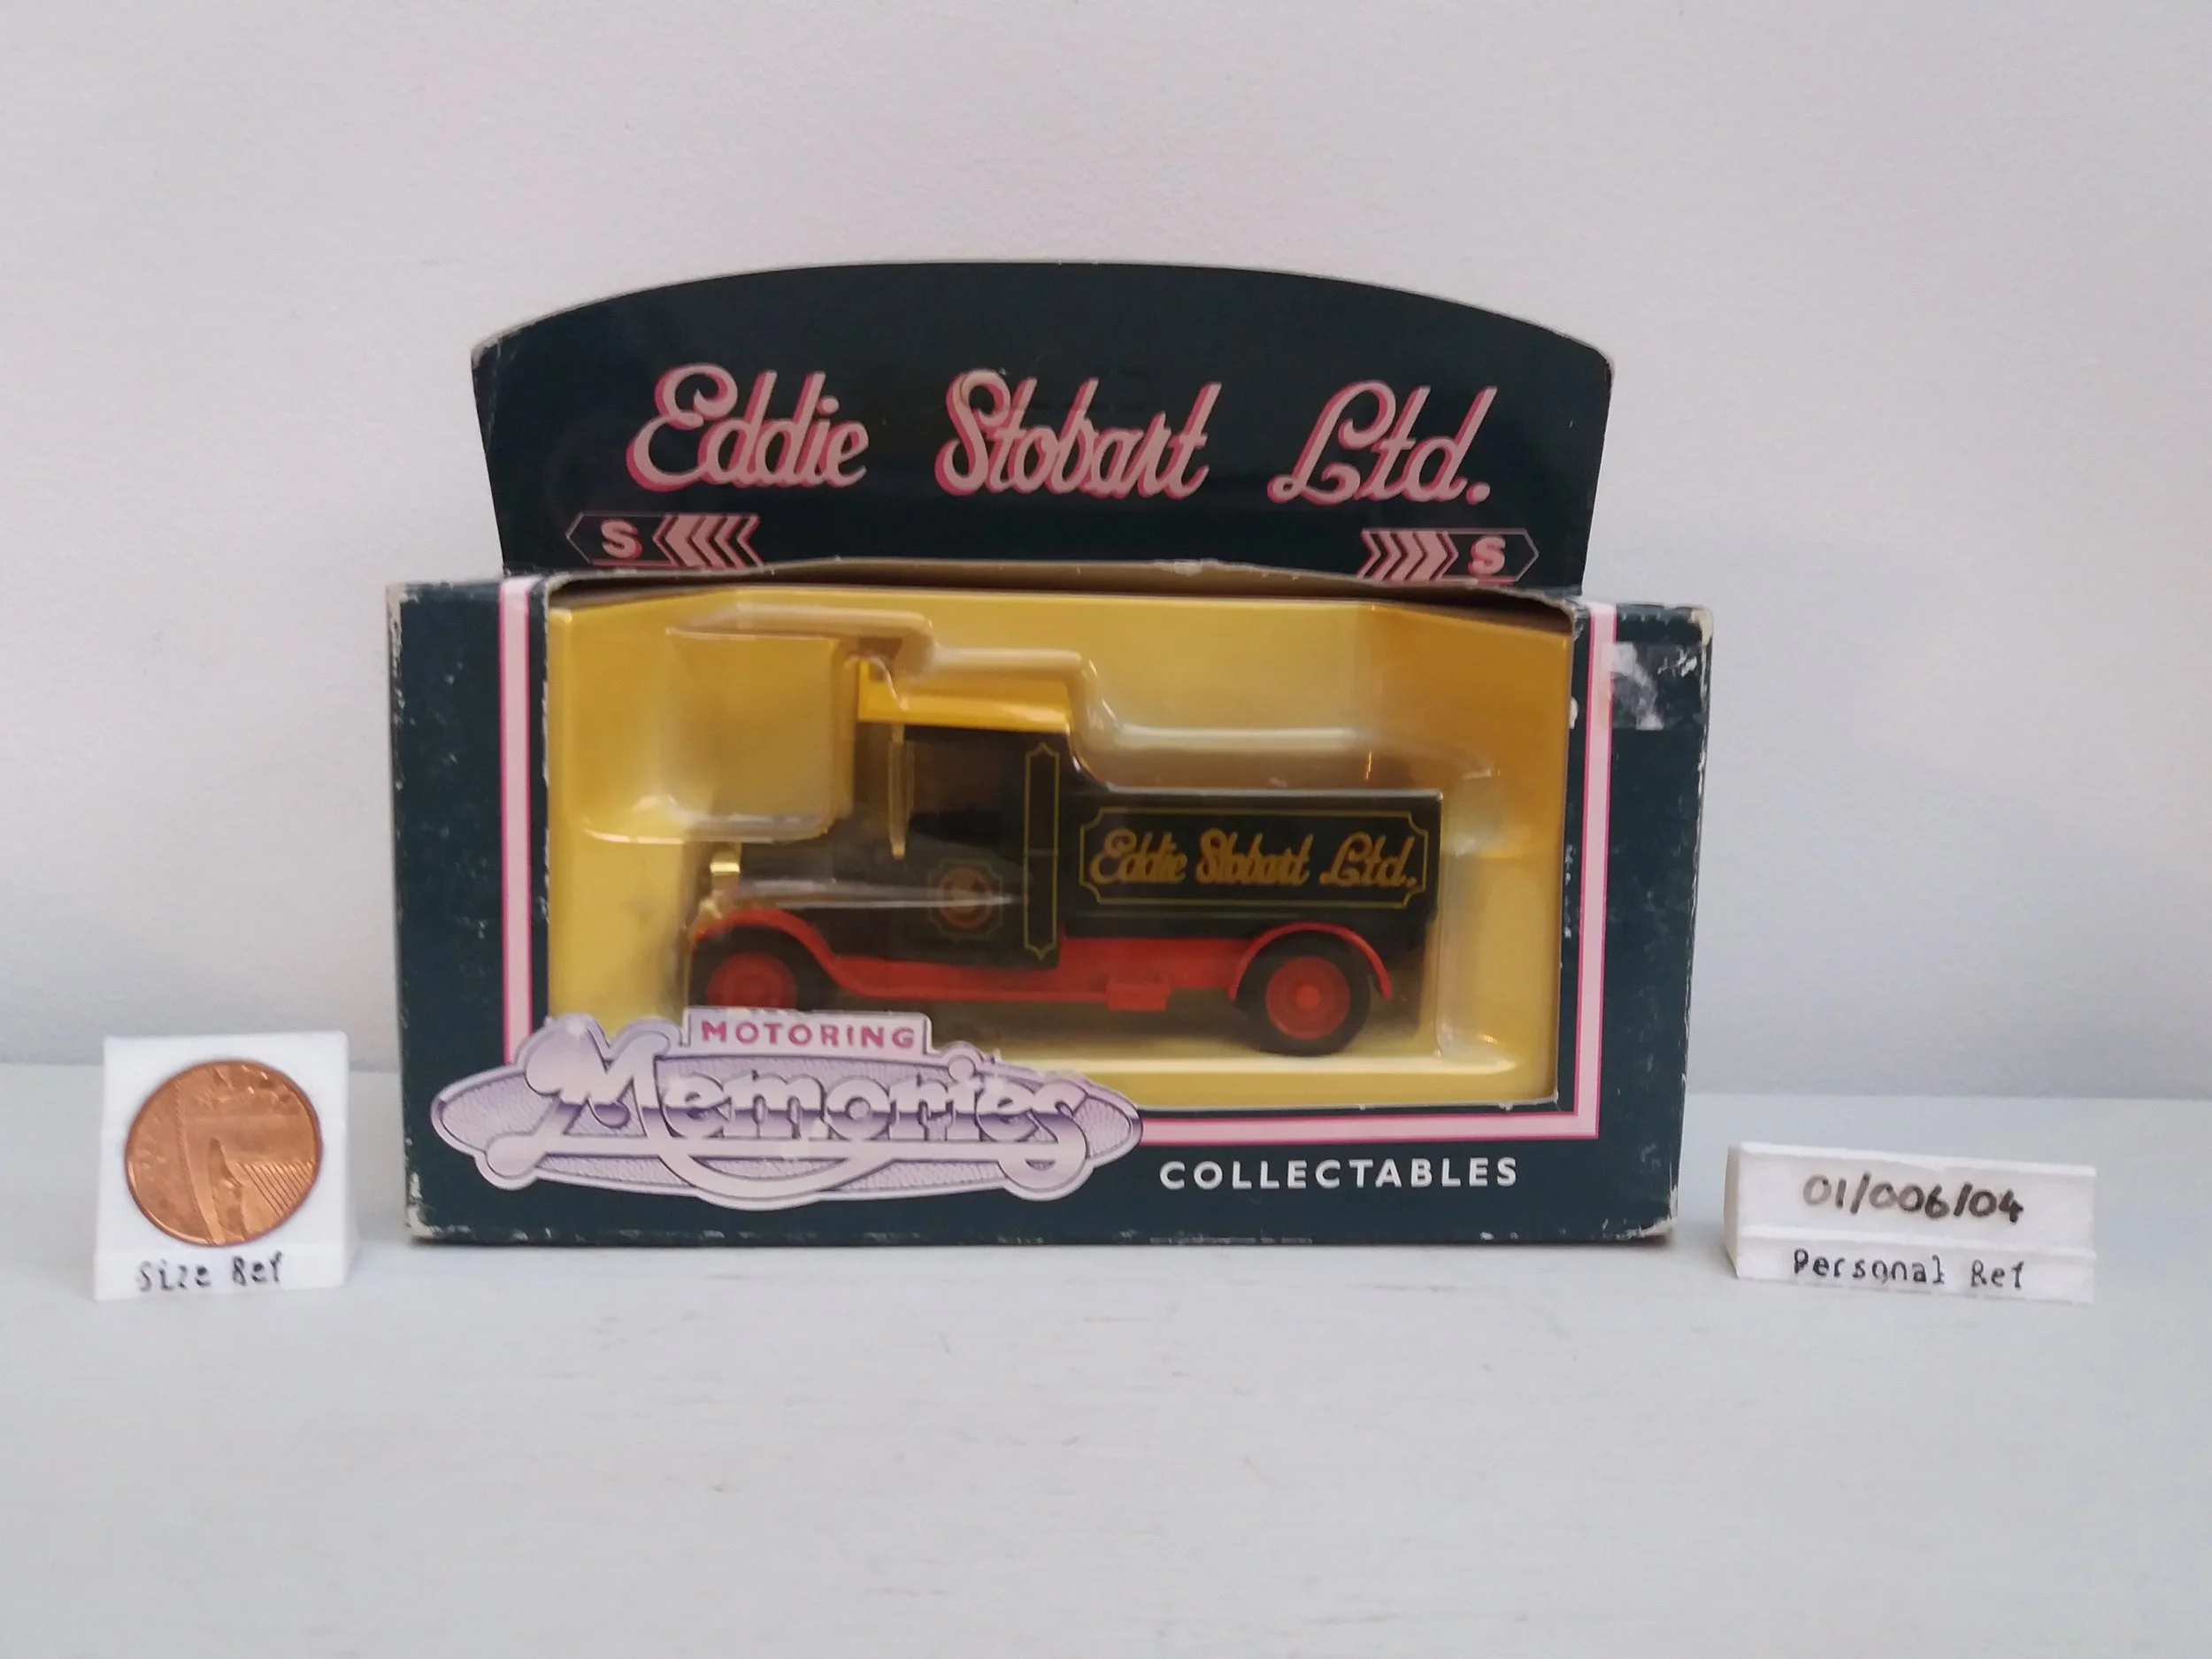 Eddie Stobart Ltd.
S S
Eddie Stobart Ltd.
MOTORING
Memories
COLLECTABLES
Size Ref
01/006/04
Personal Ref